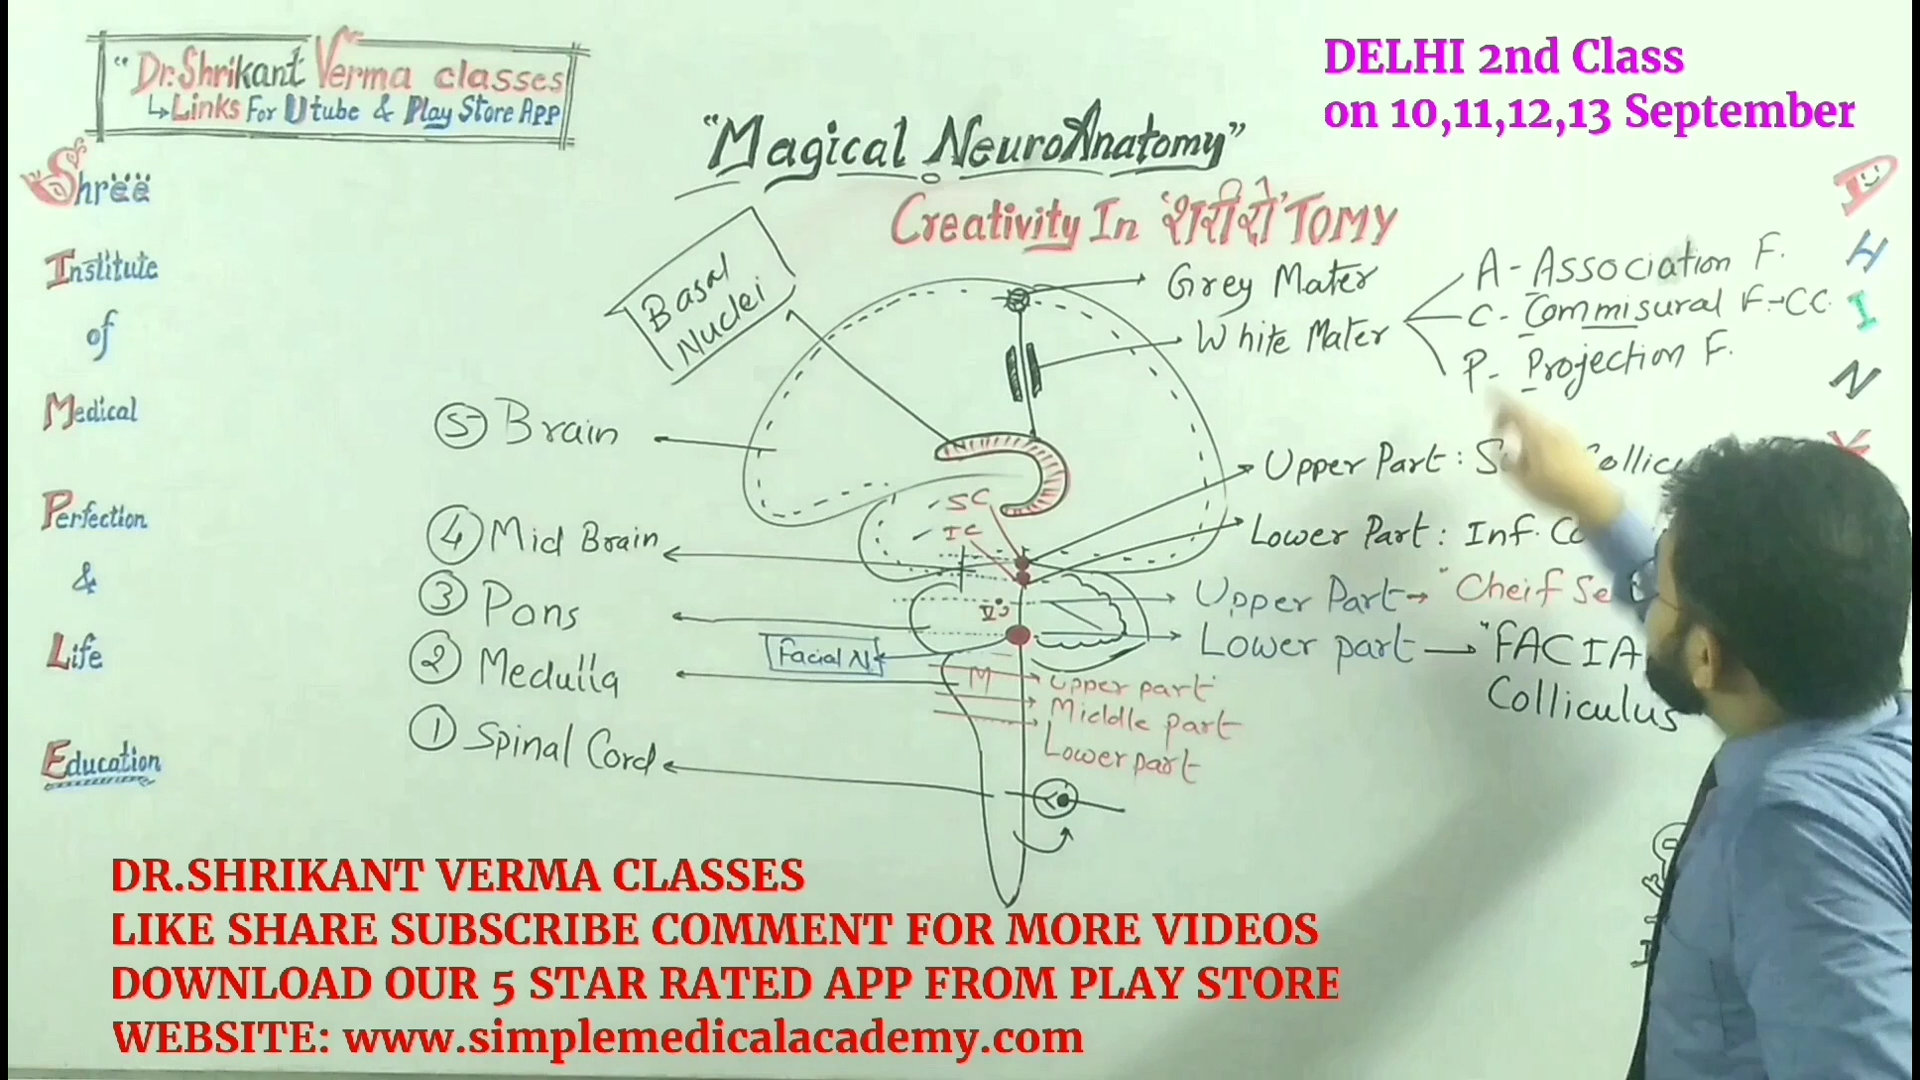 "Dr.Shrikant Verma classes
↳Links For Utube & Play Store App
DELHI 2nd Class
on 10,11,12,13 September
"Magical NeuroAnatomy"
Creativity In 'शरीरो'TOMY
Shree
Institute
of
Medical
Perfection
&
Life
Education
D
H
I
N
K
Basal
Nuclei
Grey Mater
White Mater
A - Association F.
C - Commisural F→CC.
P - Projection F.
⑤ Brain
④ Mid Brain
③ Pons
② Medulla
① Spinal Cord
SC
IC
V
Facial N
M
Upper Part :
Lower Part : Inf.
Upper Part→ "Cheif
Lower part → "FACIA
Colliculus
Upper part
Middle part
Lower part
DR.SHRIKANT VERMA CLASSES
LIKE SHARE SUBSCRIBE COMMENT FOR MORE VIDEOS
DOWNLOAD OUR 5 STAR RATED APP FROM PLAY STORE
WEBSITE: www.simplemedicalacademy.com